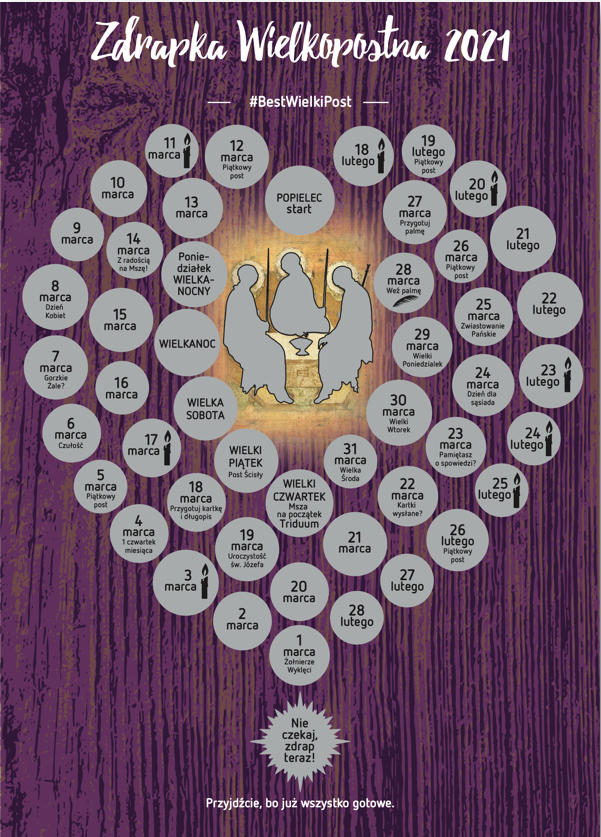 Zdrapka Wielkopostna 2021
#BestWielkiPost
POPIELEC
start
18
lutego
19
lutego
Piątkowy
post
20
lutego
21
lutego
22
lutego
23
lutego
24
lutego
25
lutego
26
lutego
Piątkowy
post
27
lutego
28
lutego
1
marca
Żołnierze
Wyklęci
2
marca
3
marca
4
marca
1 czwartek
miesiąca
5
marca
Piątkowy
post
6
marca
Czułość
7
marca
Gorzkie
Żale?
8
marca
Dzień
Kobiet
9
marca
10
marca
11
marca
12
marca
Piątkowy
post
13
marca
14
marca
Z radością
na Mszę!
15
marca
16
marca
17
marca
18
marca
Przygotuj kartkę
i długopis
19
marca
Uroczystość
św. Józefa
20
marca
21
marca
22
marca
Kartki
wysłane?
23
marca
Pamiętasz
o spowiedzi?
24
marca
Dzień dla
sąsiada
25
marca
Zwiastowanie
Pańskie
26
marca
Piątkowy
post
27
marca
Przygotuj
palmę
28
marca
Weź palmę
29
marca
Wielki
Poniedziałek
30
marca
Wielki
Wtorek
31
marca
Wielka
Środa
WIELKI
CZWARTEK
Msza
na początek
Triduum
WIELKI
PIĄTEK
Post Ścisły
WIELKA
SOBOTA
WIELKANOC
Ponie-
działek
WIELKA-
NOCNY
Nie
czekaj,
zdrap
teraz!
Przyjdźcie, bo już wszystko gotowe.